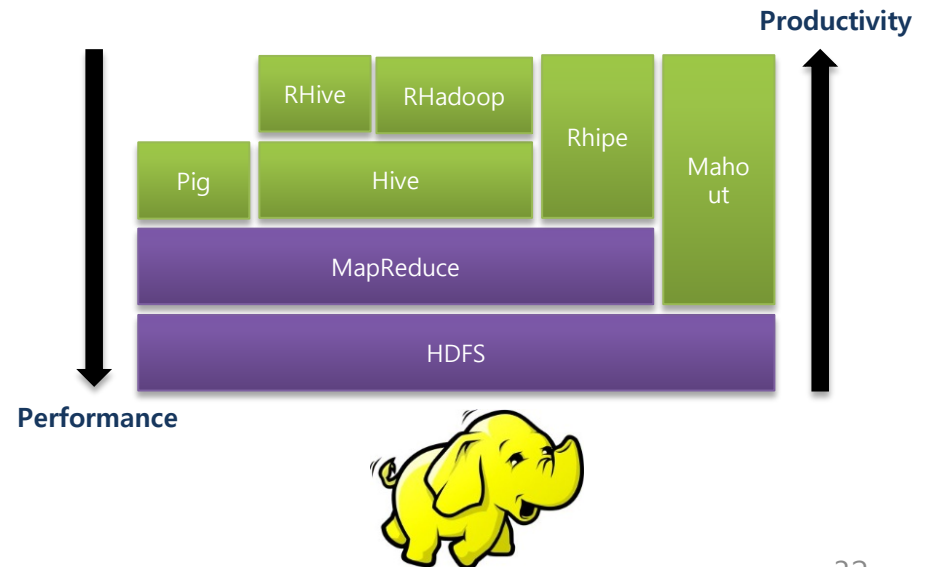 Productivity
RHive
RHadoop
Rhipe
Maho
ut
Pig
Hive
MapReduce
HDFS
Performance